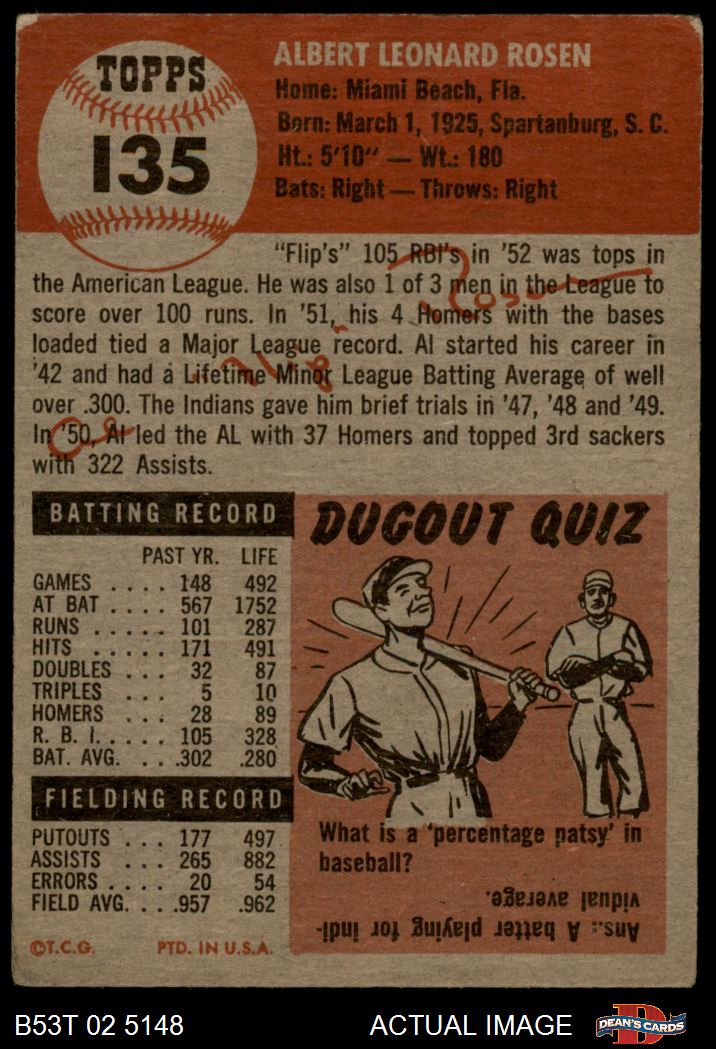 TOPPS
135
ALBERT LEONARD ROSEN
Home: Miami Beach, Fla.
Born: March 1, 1925, Spartanburg, S. C.
Ht.: 5'10" — Wt.: 180
Bats: Right — Throws: Right
"Flip's" 105 RBI's in '52 was tops in
the American League. He was also 1 of 3 men in the League to
score over 100 runs. In '51, his 4 Homers with the bases
loaded tied a Major League record. Al started his career in
'42 and had a Lifetime Minor League Batting Average of well
over .300. The Indians gave him brief trials in '47, '48 and '49.
In '50, Al led the AL with 37 Homers and topped 3rd sackers
with 322 Assists.
Al "Flip" Rosen
BATTING RECORD
PAST YR. LIFE
GAMES . . . . 148 492
AT BAT . . . . 567 1752
RUNS . . . . . 101 287
HITS . . . . . 171 491
DOUBLES . . . 32 87
TRIPLES . . . . 5 10
HOMERS . . . 28 89
R. B. I. . . . . . 105 328
BAT. AVG. . . .302 .280
FIELDING RECORD
PUTOUTS . . . 177 497
ASSISTS . . . . 265 882
ERRORS . . . . 20 54
FIELD AVG. . . .957 .962
©T.C.G. PTD. IN U.S.A.
DUGOUT QUIZ
What is a 'percentage patsy' in
baseball?
Ans.: A batter playing for indi-
vidual average.
B53T 02 5148
ACTUAL IMAGE
DEAN'S CARDS